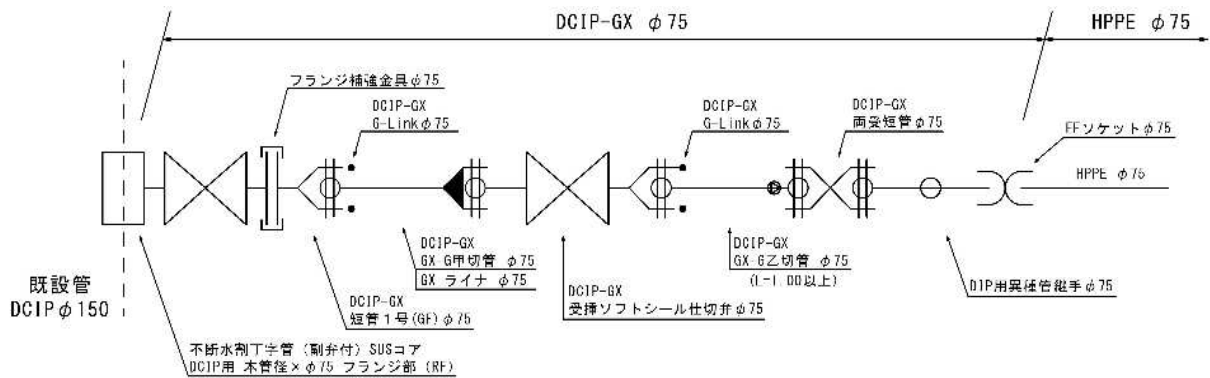 DCIP-GX φ75
HPPE φ75
フランジ補強金具φ75
DCIP-GX
G-Linkφ75
DCIP-GX
G-Linkφ75
DCIP-GX
両受短管φ75
EFソケットφ75
HPPE φ75
既設管
DCIPφ150
DCIP-GX
GX-G甲切管 φ75
GX ライナ φ75
DCIP-GX
GX-G乙切管 φ75
(L=1.00以上)
DCIP-GX
短管1号(GF)φ75
DCIP-GX
受挿ソフトシール仕切弁φ75
DIP用異種管継手φ75
不断水割丁字管 (副弁付) SUSコア
DCIP用 本管径×φ75 フランジ部 (RF)